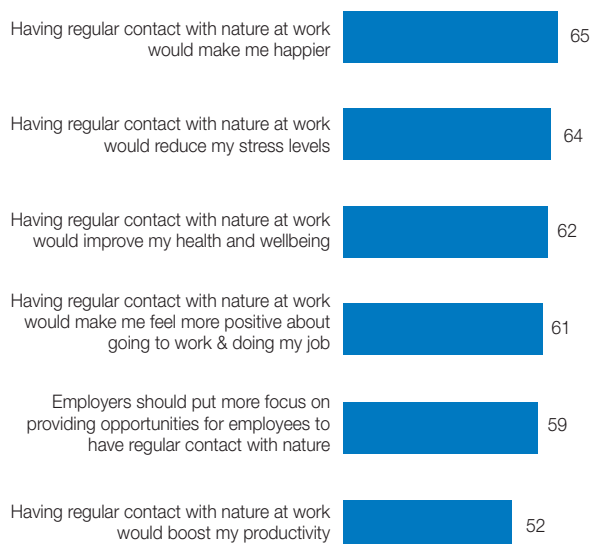 Having regular contact with nature at work
would make me happier
65
Having regular contact with nature at work
would reduce my stress levels
64
Having regular contact with nature at work
would improve my health and wellbeing
62
Having regular contact with nature at work
would make me feel more positive about
going to work & doing my job
61
Employers should put more focus on
providing opportunities for employees to
have regular contact with nature
59
Having regular contact with nature at work
would boost my productivity
52